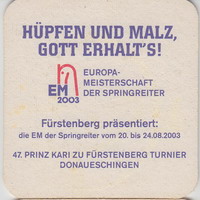 HÜPFEN UND MALZ,
GOTT ERHALT'S!
EM
2003
EUROPA-
MEISTERSCHAFT
DER SPRINGREITER
Fürstenberg präsentiert:
die EM der Springreiter vom 20. bis 24.08.2003
47. PRINZ KARI ZU FÜRSTENBERG TURNIER
DONAUESCHINGEN